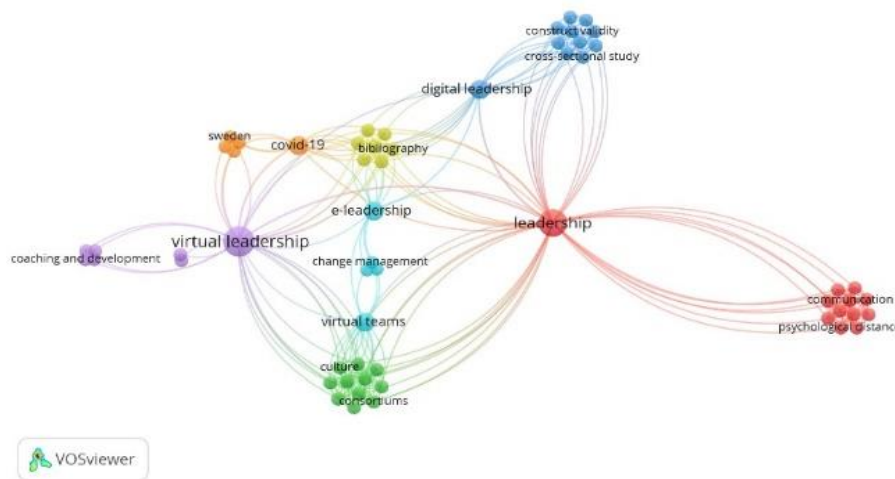 construct validity
cross-sectional study
digital leadership
sweden
covid-19
bibliography
e-leadership
leadership
virtual leadership
coaching and development
change management
communication
virtual teams
psychological distance
culture
consortiums
VOSviewer